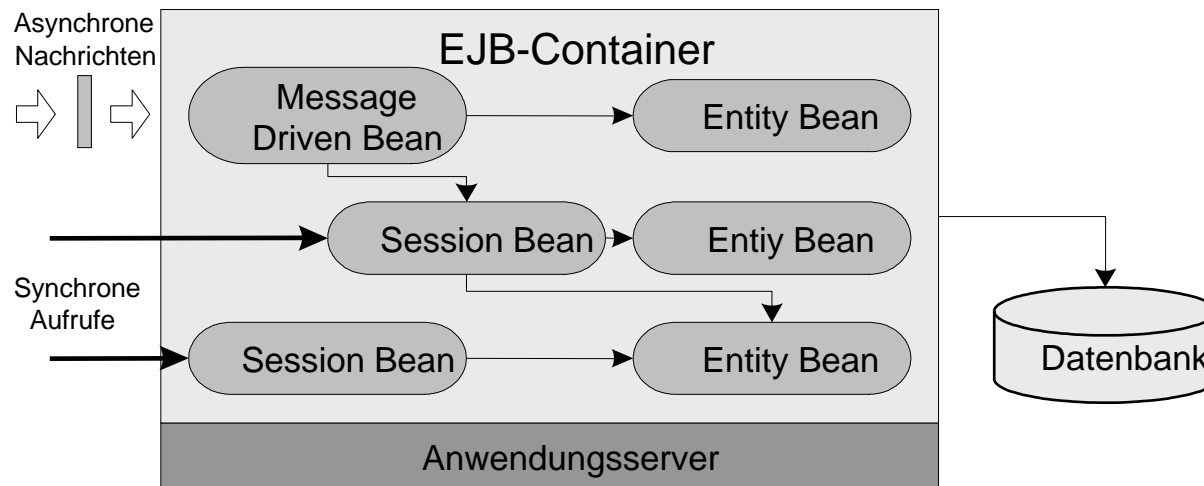 Asynchrone
Nachrichten
EJB-Container
Message
Driven Bean
Entity Bean
Session Bean
Entiy Bean
Synchrone
Aufrufe
Session Bean
Entity Bean
Datenbank
Anwendungsserver